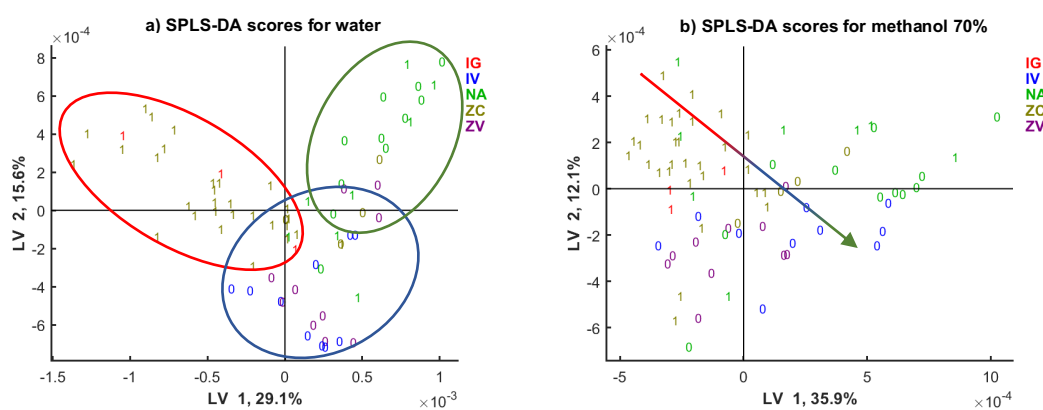 a) SPLS-DA scores for water
×10⁻⁴
8
6
4
2
0
-2
-4
-6
LV 2, 15.6%
-1.5
-1
-0.5
0
0.5
1
LV 1, 29.1%
×10⁻³
IG
IV
NA
ZC
ZV
b) SPLS-DA scores for methanol 70%
×10⁻⁴
6
4
2
0
-2
-4
-6
LV 2, 12.1%
-5
0
5
10
LV 1, 35.9%
×10⁻⁴
IG
IV
NA
ZC
ZV